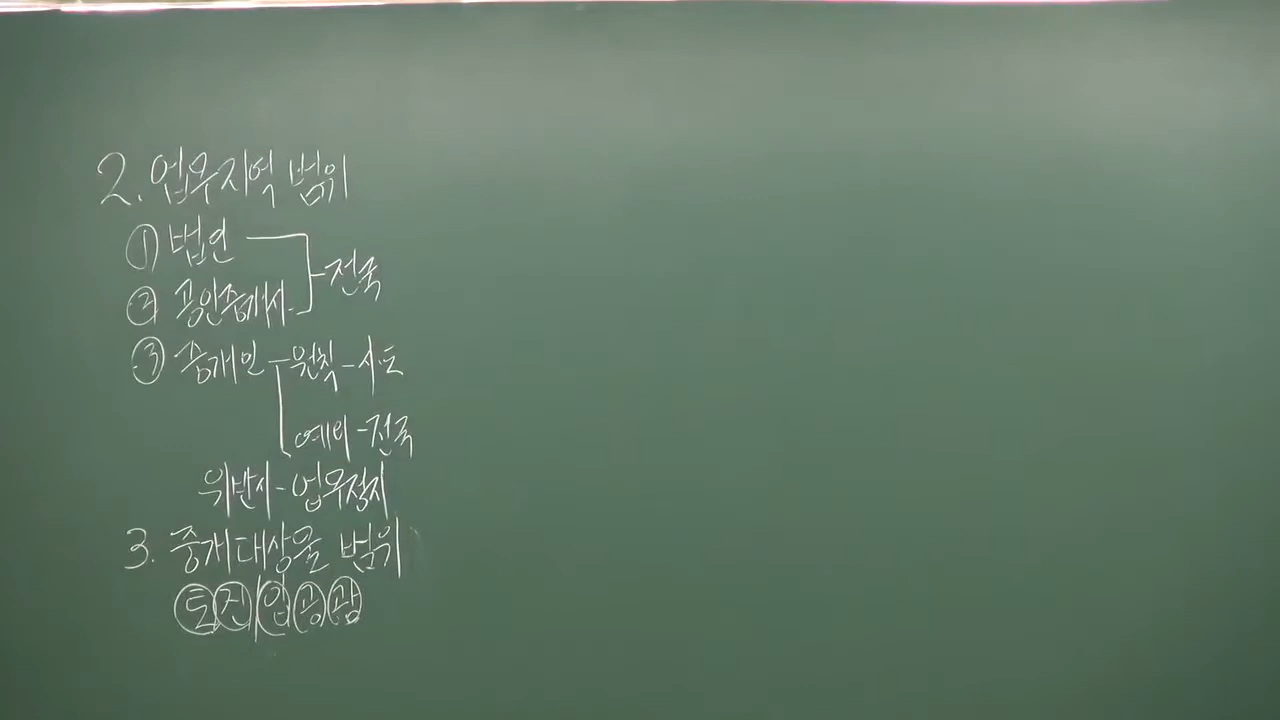 2. 업무지역 범위
① 법인
② 공인중개사 - 전국
③ 중개인 - 원칙 - 시·도
예외 - 전국
위반시 - 업무정지
3. 중개대상물 범위
토 건 입 공 광